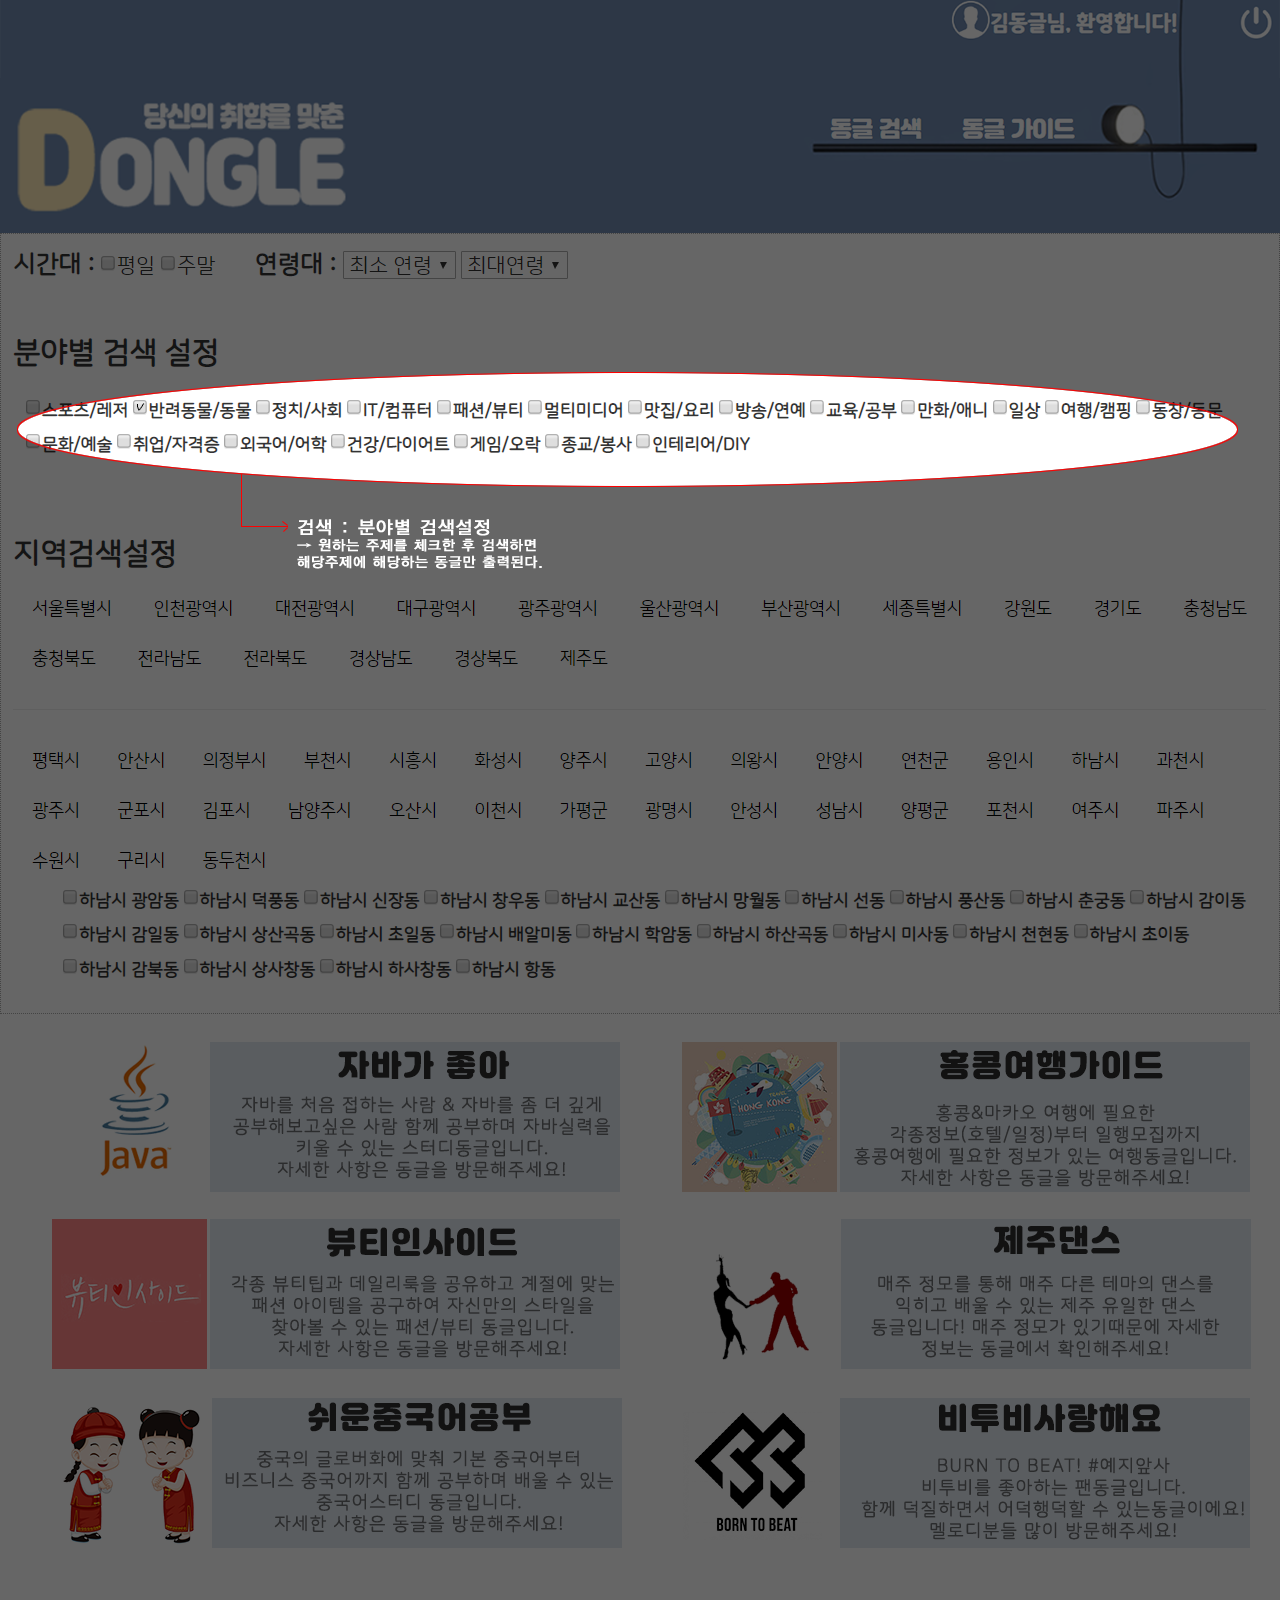 김동글님, 환영합니다!
당신의 취향을 맞춘
DONGLE
동글 검색 동글 가이드
시간대 : 평일 주말 연령대 : 최소 연령 최대연령
분야별 검색 설정
스포츠/레저 반려동물/동물 정치/사회 IT/컴퓨터 패션/뷰티 멀티미디어 맛집/요리 방송/연예 교육/공부 만화/애니 일상 여행/캠핑 동창/동문
문화/예술 취업/자격증 외국어/어학 건강/다이어트 게임/오락 종교/봉사 인테리어/DIY
검색 : 분야별 검색설정
→ 원하는 주제를 체크한 후 검색하면
해당주제에 해당하는 동글만 출력된다.
지역검색설정
서울특별시 인천광역시 대전광역시 대구광역시 광주광역시 울산광역시 부산광역시 세종특별시 강원도 경기도 충청남도
충청북도 전라남도 전라북도 경상남도 경상북도 제주도
평택시 안산시 의정부시 부천시 시흥시 화성시 양주시 고양시 의왕시 안양시 연천군 용인시 하남시 과천시
광주시 군포시 김포시 남양주시 오산시 이천시 가평군 광명시 안성시 성남시 양평군 포천시 여주시 파주시
수원시 구리시 동두천시
하남시 광암동 하남시 덕풍동 하남시 신장동 하남시 창우동 하남시 교산동 하남시 망월동 하남시 선동 하남시 풍산동 하남시 춘궁동 하남시 감이동
하남시 감일동 하남시 상산곡동 하남시 초일동 하남시 배알미동 하남시 학암동 하남시 하산곡동 하남시 미사동 하남시 천현동 하남시 초이동
하남시 감북동 하남시 상사창동 하남시 하사창동 하남시 항동
Java
자바가 좋아
자바를 처음 접하는 사람 & 자바를 좀 더 깊게
공부해보고싶은 사람 함께 공부하며 자바실력을
키울 수 있는 스터디동글입니다.
자세한 사항은 동글을 방문해주세요!
TRAVEL
HONG KONG
홍콩여행가이드
홍콩&마카오 여행에 필요한
각종정보(호텔/일정)부터 일행모집까지
홍콩여행에 필요한 정보가 있는 여행동글입니다.
자세한 사항은 동글을 방문해주세요!
뷰티인사이드
뷰티인사이드
각종 뷰티팁과 데일리룩을 공유하고 계절에 맞는
패션 아이템을 공구하여 자신만의 스타일을
찾아볼 수 있는 패션/뷰티 동글입니다.
자세한 사항은 동글을 방문해주세요!
제주댄스
매주 정모를 통해 매주 다른 테마의 댄스를
익히고 배울 수 있는 제주 유일한 댄스
동글입니다! 매주 정모가 있기때문에 자세한
정보는 동글에서 확인해주세요!
쉬운중국어공부
중국의 글로버화에 맞춰 기본 중국어부터
비즈니스 중국어까지 함께 공부하며 배울 수 있는
중국어스터디 동글입니다.
자세한 사항은 동글을 방문해주세요!
BORN TO BEAT
비투비사랑해요
BURN TO BEAT! #예지앞사
비투비를 좋아하는 팬동글입니다.
함께 덕질하면서 어덕행덕할 수 있는동글이에요!
멜로디분들 많이 방문해주세요!